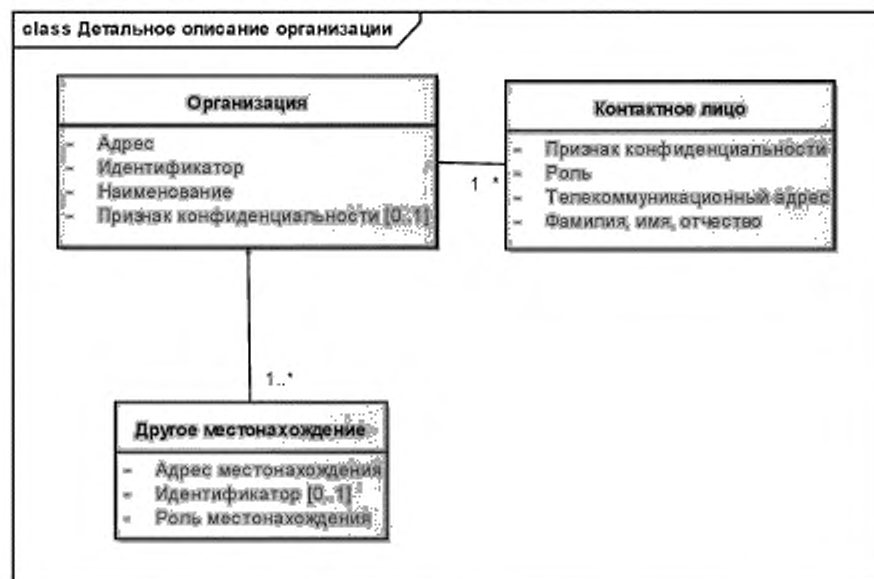 class Детальное описание организации
Организация
- Адрес
- Идентификатор
- Наименование
- Признак конфиденциальности [0..1]
Контактное лицо
- Признак конфиденциальности
- Роль
- Телекоммуникационный адрес
- Фамилия, имя, отчество
1 *
1..*
Другое местонахождение
- Адрес местонахождения
- Идентификатор [0..1]
- Роль местонахождения